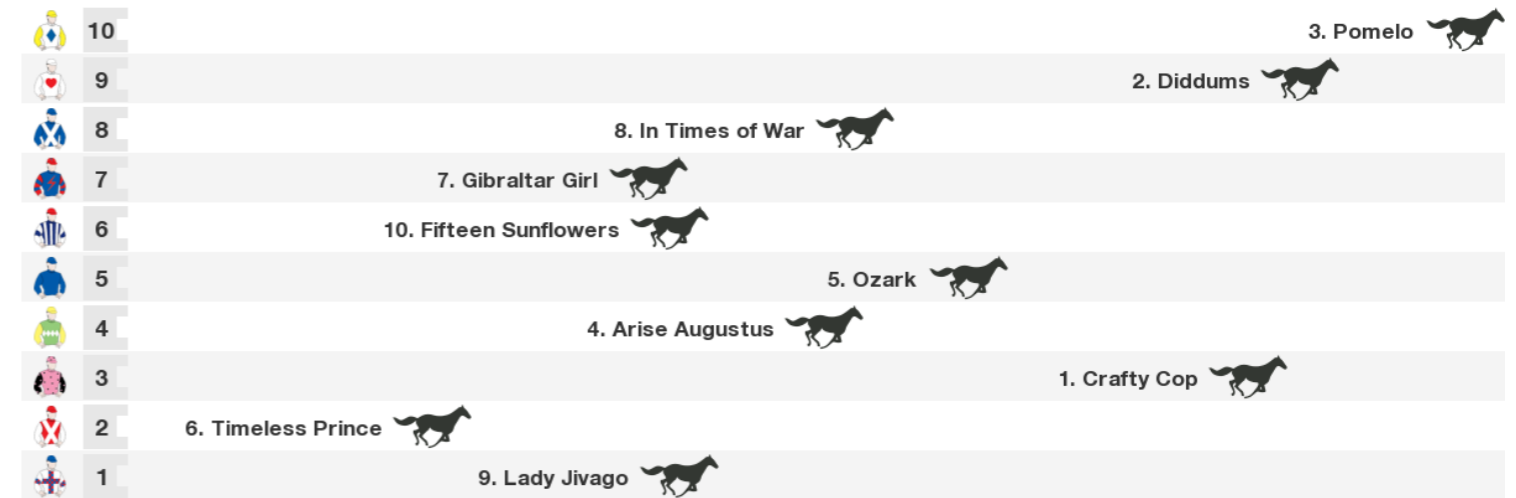 10 3. Pomelo
9 2. Diddums
8 8. In Times of War
7 7. Gibraltar Girl
6 10. Fifteen Sunflowers
5 5. Ozark
4 4. Arise Augustus
3 1. Crafty Cop
2 6. Timeless Prince
1 9. Lady Jivago